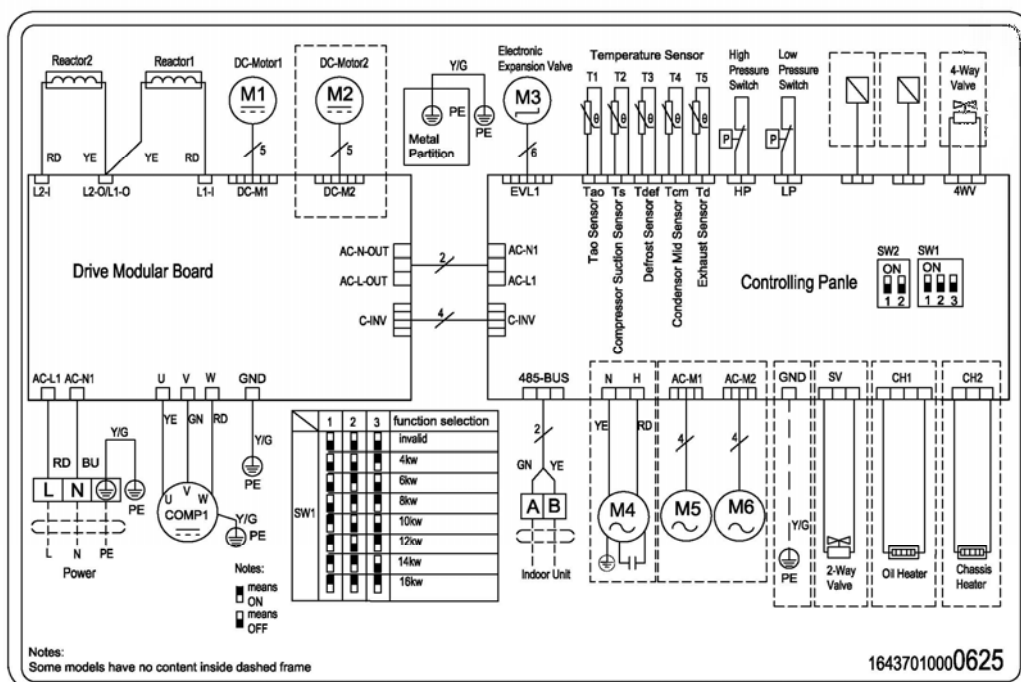 Reactor2
Reactor1
DC-Motor1
DC-Motor2
Y/G
Electronic
Expansion Valve
Temperature Sensor
High
Pressure
Switch
Low
Pressure
Switch
4-Way
Valve
T1 T2 T3 T4 T5
M1
M2
PE
PE
Metal
Partition
M3
θ θ θ θ θ
P
P
RD YE YE RD
5
5
6
L2-I
L2-O/L1-O
L1-I
DC-M1
DC-M2
EVL1
Tao Ts Tdef Tcm Td
HP
LP
4WV
Tao Sensor
Compressor Suction Sensor
Defrost Sensor
Condensor Mid Sensor
Exhaust Sensor
Drive Modular Board
AC-N-OUT
2
AC-N1
AC-L-OUT
AC-L1
C-INV
4
C-INV
Controlling Panle
SW2
ON
1 2
SW1
ON
1 2 3
AC-L1 AC-N1
U V W
GND
485-BUS
N H
AC-M1
AC-M2
GND
SV
CH1
CH2
YE GN RD
Y/G
RD BU
Y/G
Y/G
PE
L N
PE
L N PE
Power
U V W
COMP1
Y/G
PE
PE
Notes:
means
ON
means
OFF
1 2 3 function selection
SW1
invalid
4kw
6kw
8kw
10kw
12kw
14kw
16kw
2
GN YE
A B
Indoor Unit
YE RD
M4
4
M5
4
M6
Y/G
PE
2-Way
Valve
Oil Heater
Chassis
Heater
Notes:
Some models have no content inside dashed frame
16437010000625